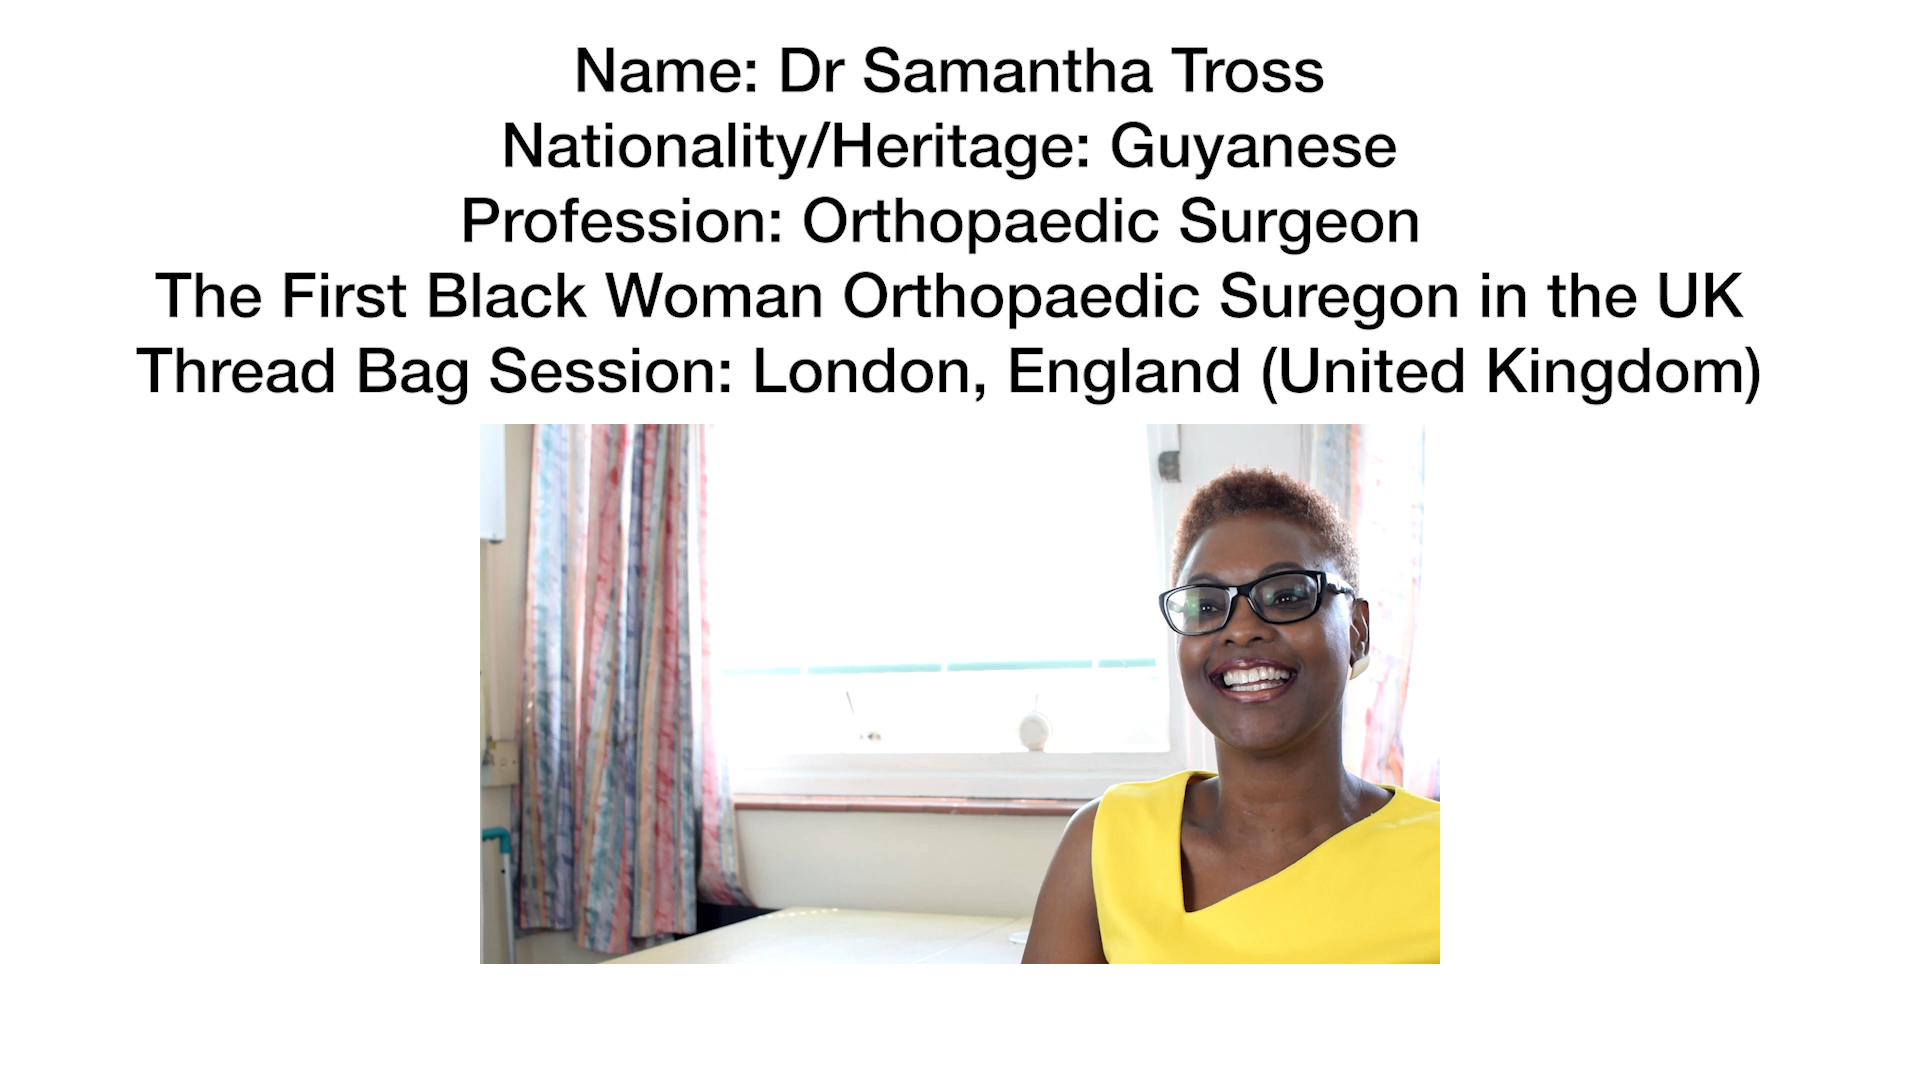 Name: Dr Samantha Tross
Nationality/Heritage: Guyanese
Profession: Orthopaedic Surgeon
The First Black Woman Orthopaedic Suregon in the UK
Thread Bag Session: London, England (United Kingdom)